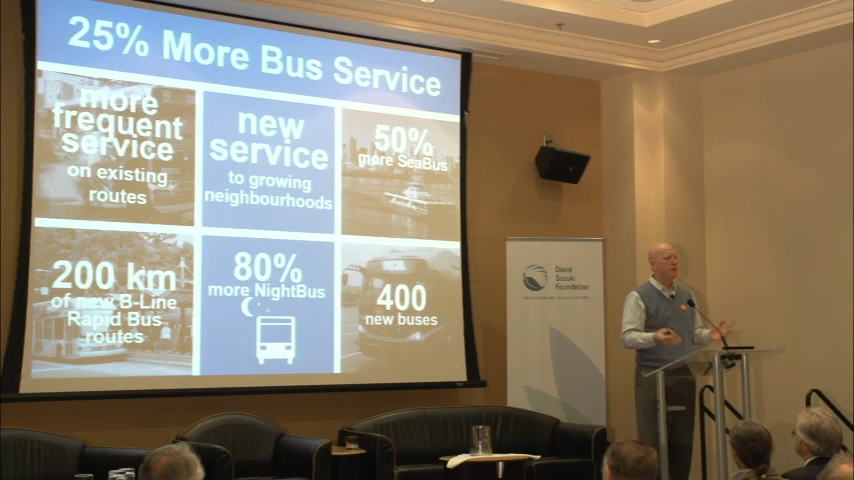 25% More Bus Service
more
frequent
service
on existing
routes
new
service
to growing
neighbourhoods
50%
more SeaBus
200 km
of new B-Line
Rapid Bus
routes
80%
more NightBus
400
new buses
David
Suzuki
Foundation